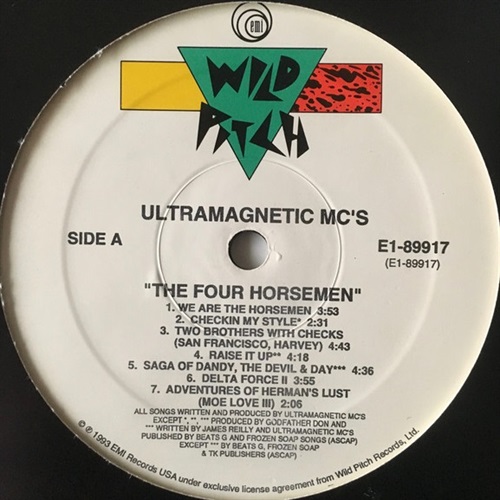 emi
WILD
PITCH
ULTRAMAGNETIC MC'S
SIDE A
E1-89917
(E1-89917)
"THE FOUR HORSEMEN"
1. WE ARE THE HORSEMEN 3:53
2. CHECKIN MY STYLE* 2:31
3. TWO BROTHERS WITH CHECKS
(SAN FRANCISCO, HARVEY) 4:43
4. RAISE IT UP** 4:18
5. SAGA OF DANDY, THE DEVIL & DAY*** 4:36
6. DELTA FORCE II 3:55
7. ADVENTURES OF HERMAN'S LUST
(MOE LOVE III) 2:06
ALL SONGS WRITTEN AND PRODUCED BY ULTRAMAGNETIC MC'S
EXCEPT *, **, *** PRODUCED BY GODFATHER DON AND
*** WRITTEN BY JAMES REILLY AND ULTRAMAGNETIC MC'S
PUBLISHED BY BEATS G AND FROZEN SOAP SONGS (ASCAP)
EXCEPT *** BY BEATS G, FROZEN SOAP
& TK PUBLISHERS (ASCAP)
© ℗ 1993 EMI Records USA under exclusive license agreement from Wild Pitch Records, Ltd.